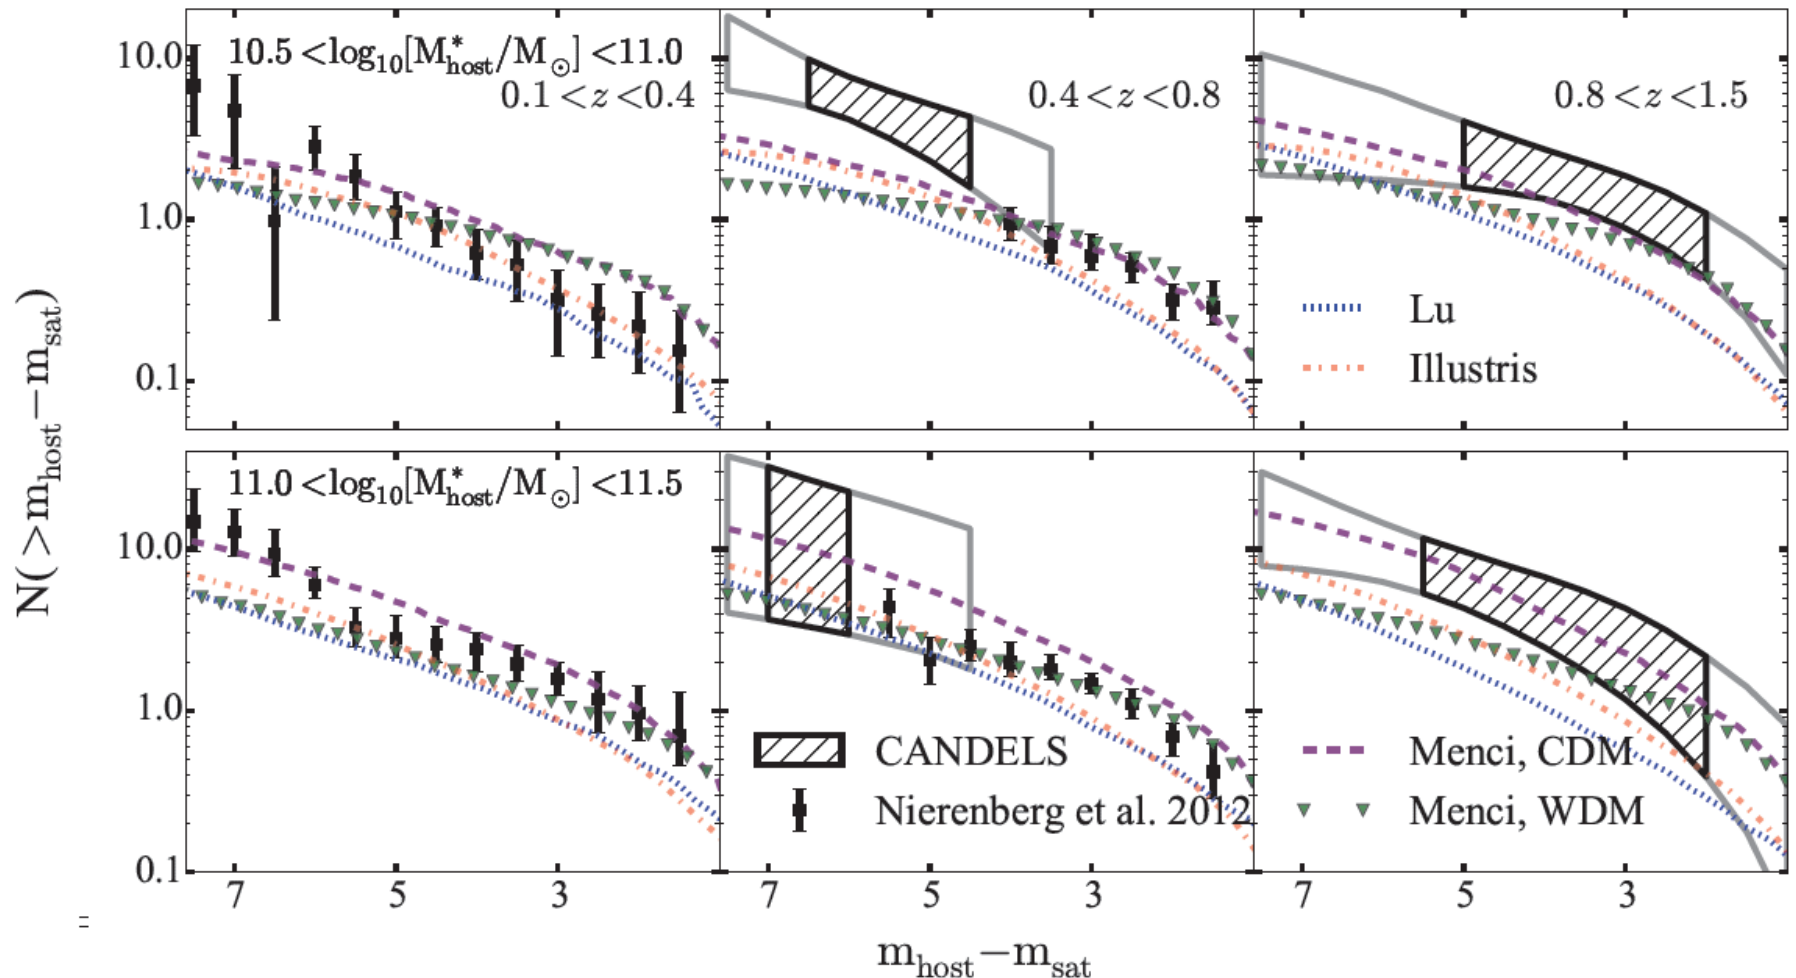 10.5 <log₁₀[M*host/M⊙] <11.0
0.1 <z <0.4
0.4 <z <0.8
0.8 <z <1.5
10.0
1.0
0.1
Lu
Illustris
11.0 <log₁₀[M*host/M⊙] <11.5
10.0
1.0
0.1
CANDELS
Nierenberg et al. 2012
Menci, CDM
Menci, WDM
7 5 3 7 5 3 7 5 3
N( >mhost−msat)
mhost−msat